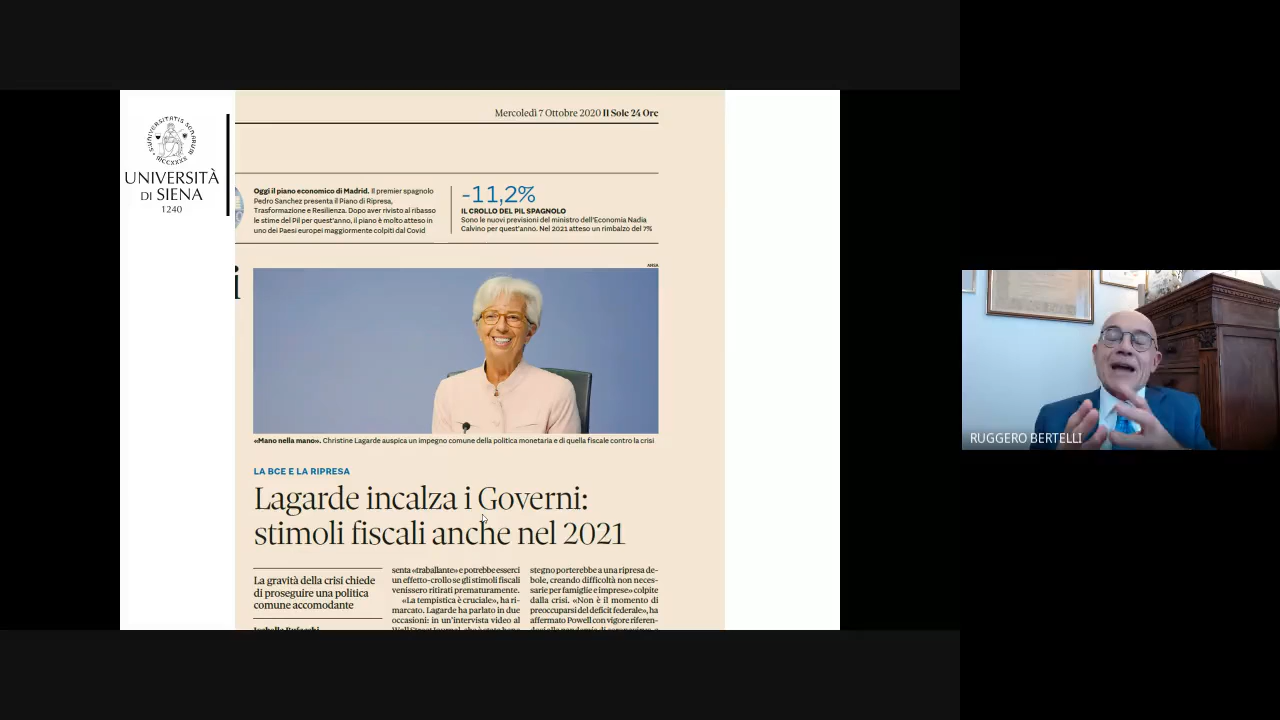 UNIVERSITÀ
DI SIENA
1240
Mercoledì 7 Ottobre 2020 Il Sole 24 Ore
Oggi il piano economico di Madrid. Il premier spagnolo
Pedro Sanchez presenta il Piano di Ripresa,
Trasformazione e Resilienza. Dopo aver rivisto al ribasso
le stime del Pil per quest'anno, il piano è molto atteso in
uno dei Paesi europei maggiormente colpiti dal Covid
-11,2%
IL CROLLO DEL PIL SPAGNOLO
Sono le nuovi previsioni del ministro dell'Economia Nadia
Calvino per quest'anno. Nel 2021 atteso un rimbalzo del 7%
i
ANSA
«Mano nella mano». Christine Lagarde auspica un impegno comune della politica monetaria e di quella fiscale contro la crisi
LA BCE E LA RIPRESA
Lagarde incalza i Governi:
stimoli fiscali anche nel 2021
La gravità della crisi chiede
di proseguire una politica
comune accomodante
senta «traballante» e potrebbe esserci
un effetto-crollo se gli stimoli fiscali
venissero ritirati prematuramente.
«La tempistica è cruciale», ha ri-
marcato. Lagarde ha parlato in due
occasioni: in un'intervista video al
stegno porterebbe a una ripresa de-
bole, creando difficoltà non neces-
sarie per famiglie e imprese» colpite
dalla crisi. «Non è il momento di
preoccuparsi del deficit federale», ha
affermato Powell con vigore riferen-
RUGGERO BERTELLI